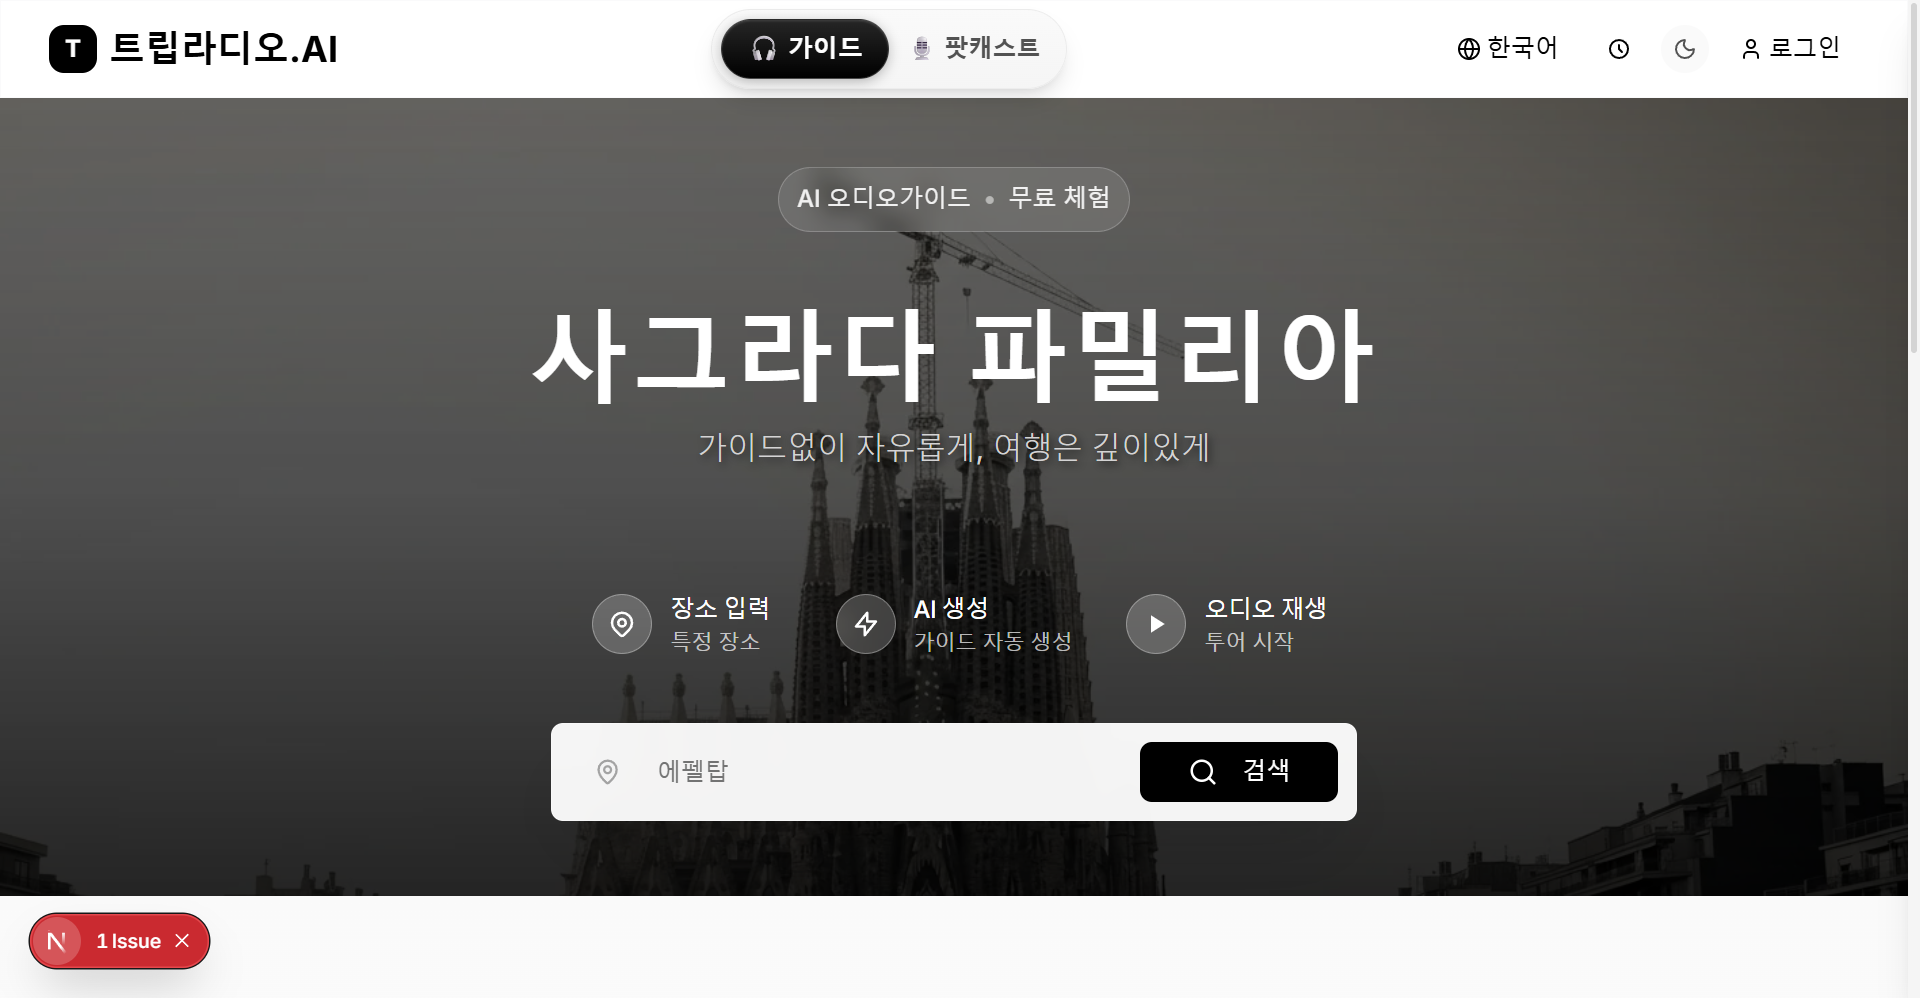 T 트립라디오.AI
가이드
팟캐스트
한국어
로그인
AI 오디오가이드 • 무료 체험
사그라다 파밀리아
가이드없이 자유롭게, 여행은 깊이있게
장소 입력
특정 장소
AI 생성
가이드 자동 생성
오디오 재생
투어 시작
에펠탑
검색
N 1 Issue